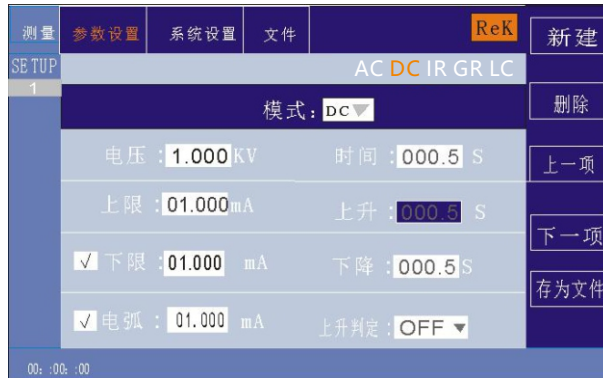 测量 参数设置 系统设置 文件 ReK 新建
SETUP AC DC IR GR LC
1
模式：DC 删除
电压：1.000 KV 时间：000.5 S 上一项
上限：01.000 mA 上升：000.5 S
√ 下限：01.000 mA 下降：000.5 S 下一项
√ 电弧：01.000 mA 上升判定：OFF 存为文件
00: :00: :00